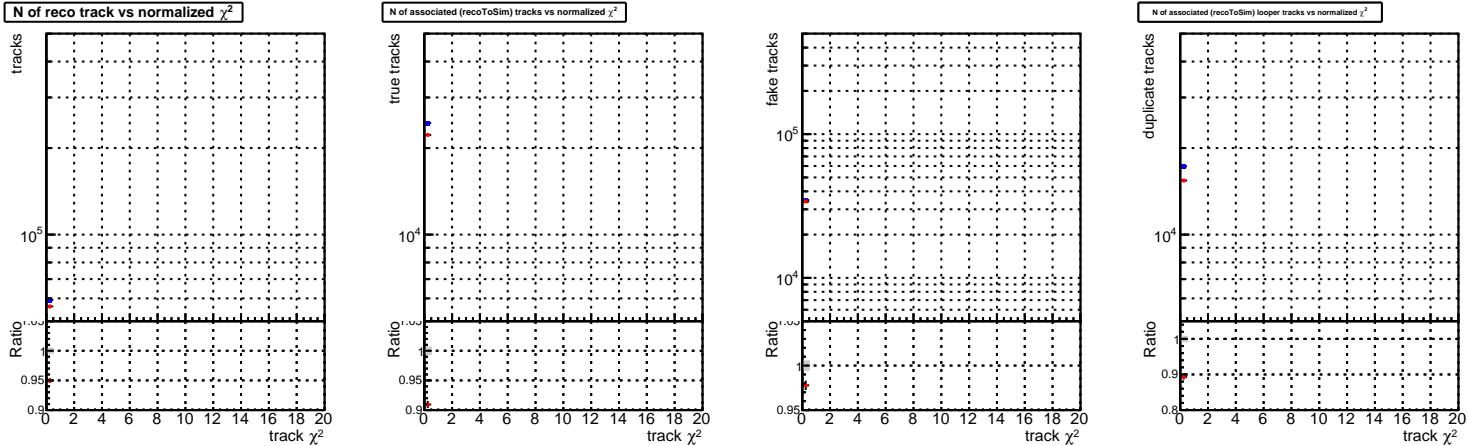 N of reco track vs normalized χ²
tracks
10⁵
Ratio
1
0.95
0.9
0 2 4 6 8 10 12 14 16 18 20
track χ²
N of associated (recoToSim) tracks vs normalized χ²
true tracks
10⁴
Ratio
1
0.95
0.9
0 2 4 6 8 10 12 14 16 18 20
track χ²
fake tracks
10⁵
10⁴
Ratio
1
0.95
0 2 4 6 8 10 12 14 16 18 20
track χ²
N of associated (recoToSim) looper tracks vs normalized χ²
duplicate tracks
10⁴
Ratio
1
0.9
0.8
0 2 4 6 8 10 12 14 16 18 20
track χ²